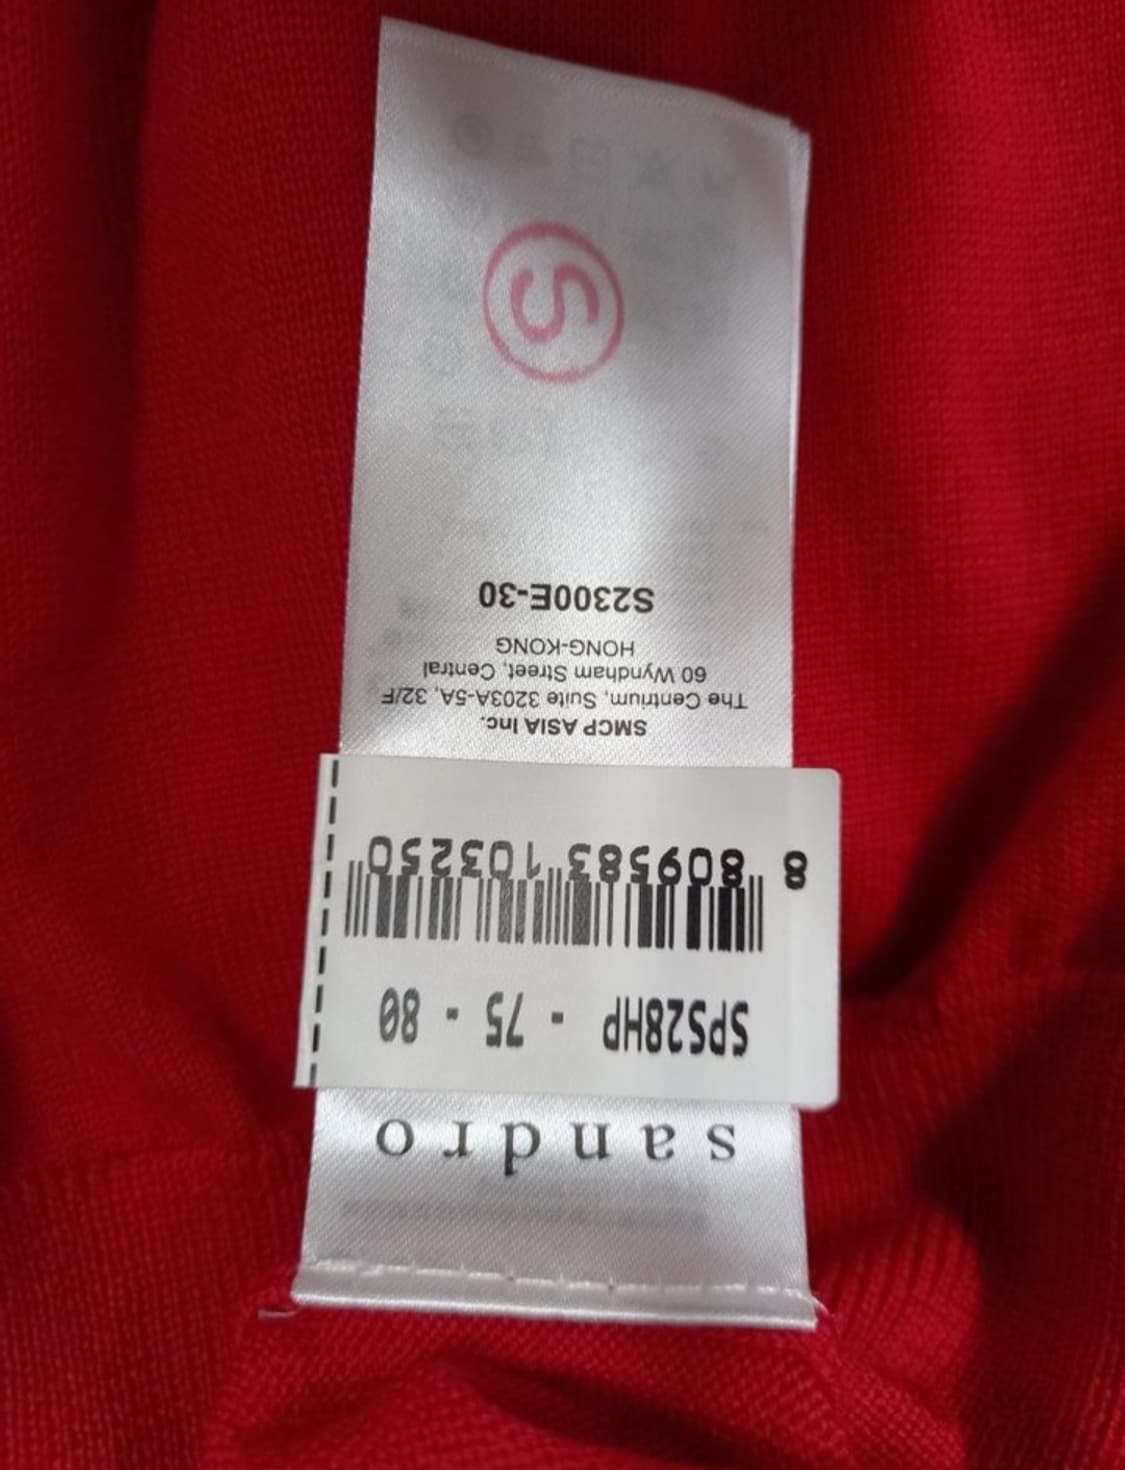 sandro
SPS28HP - 75 - 80
8 809583 103250
SMCP ASIA Inc.
The Centrium, Suite 3203A-5A, 32/F
60 Wyndham Street, Central
HONG-KONG
S2300E-30
S